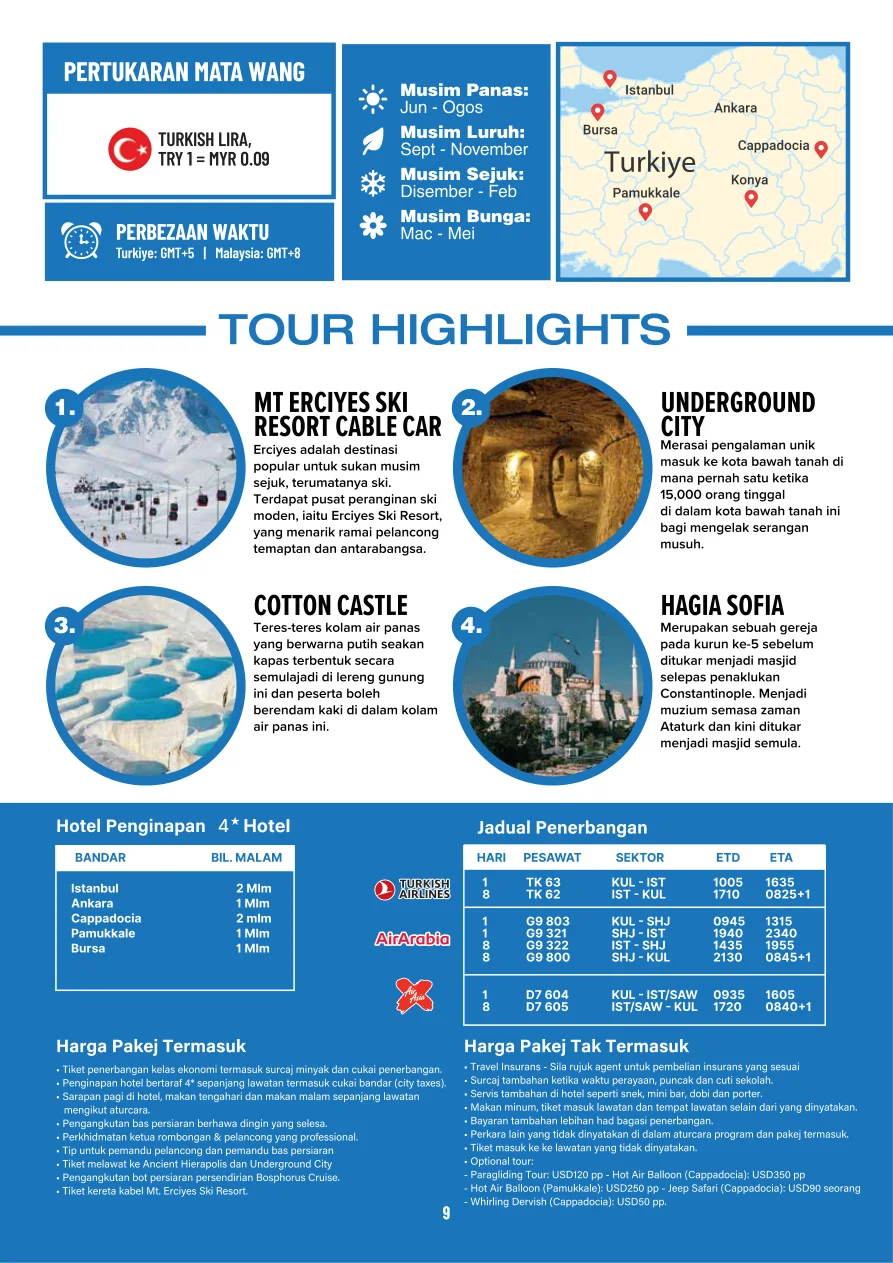 PERTUKARAN MATA WANG
TURKISH LIRA,
TRY 1 = MYR 0.09
PERBEZAAN WAKTU
Turkiye: GMT+5 | Malaysia: GMT+8
Musim Panas:
Jun - Ogos
Musim Luruh:
Sept - November
Musim Sejuk:
Disember - Feb
Musim Bunga:
Mac - Mei
Istanbul
Ankara
Bursa
Cappadocia
Turkiye
Konya
Pamukkale
TOUR HIGHLIGHTS
1.
MT ERCIYES SKI
RESORT CABLE CAR
Erciyes adalah destinasi
popular untuk sukan musim
sejuk, terumatanya ski.
Terdapat pusat peranginan ski
moden, iaitu Erciyes Ski Resort,
yang menarik ramai pelancong
temaptan dan antarabangsa.
2.
UNDERGROUND
CITY
Merasai pengalaman unik
masuk ke kota bawah tanah di
mana pernah satu ketika
15,000 orang tinggal
di dalam kota bawah tanah ini
bagi mengelak serangan
musuh.
3.
COTTON CASTLE
Teres-teres kolam air panas
yang berwarna putih seakan
kapas terbentuk secara
semulajadi di lereng gunung
ini dan peserta boleh
berendam kaki di dalam kolam
air panas ini.
4.
HAGIA SOFIA
Merupakan sebuah gereja
pada kurun ke-5 sebelum
ditukar menjadi masjid
selepas penaklukan
Constantinople. Menjadi
muzium semasa zaman
Ataturk dan kini ditukar
menjadi masjid semula.
Hotel Penginapan 4★ Hotel
BANDAR BIL. MALAM
Istanbul 2 Mlm
Ankara 1 Mlm
Cappadocia 2 mlm
Pamukkale 1 Mlm
Bursa 1 Mlm
TURKISH
AIRLINES
AirArabia
Air
Asia
X
Jadual Penerbangan
HARI PESAWAT SEKTOR ETD ETA
1 TK 63 KUL - IST 1005 1635
8 TK 62 IST - KUL 1710 0825+1
1 G9 803 KUL - SHJ 0945 1315
1 G9 321 SHJ - IST 1940 2340
8 G9 322 IST - SHJ 1435 1955
8 G9 800 SHJ - KUL 2130 0845+1
1 D7 604 KUL - IST/SAW 0935 1605
8 D7 605 IST/SAW - KUL 1720 0840+1
Harga Pakej Termasuk
• Tiket penerbangan kelas ekonomi termasuk surcaj minyak dan cukai penerbangan.
• Penginapan hotel bertaraf 4* sepanjang lawatan termasuk cukai bandar (city taxes).
• Sarapan pagi di hotel, makan tengahari dan makan malam sepanjang lawatan
mengikut aturcara.
• Pengangkutan bas persiaran berhawa dingin yang selesa.
• Perkhidmatan ketua rombongan & pelancong yang professional.
• Tip untuk pemandu pelancong dan pemandu bas persiaran
• Tiket melawat ke Ancient Hierapolis dan Underground City
• Pengangkutan bot persiaran persendirian Bosphorus Cruise.
• Tiket kereta kabel Mt. Erciyes Ski Resort.
Harga Pakej Tak Termasuk
• Travel Insurans - Sila rujuk agent untuk pembelian insurans yang sesuai
• Surcaj tambahan ketika waktu perayaan, puncak dan cuti sekolah.
• Servis tambahan di hotel seperti snek, mini bar, dobi dan porter.
• Makan minum, tiket masuk lawatan dan tempat lawatan selain dari yang dinyatakan.
• Bayaran tambahan lebihan had bagasi penerbangan.
• Perkara lain yang tidak dinyatakan di dalam aturcara program dan pakej termasuk.
• Tiket masuk ke ke lawatan yang tidak dinyatakan.
• Optional tour:
- Paragliding Tour: USD120 pp - Hot Air Balloon (Cappadocia): USD350 pp
- Hot Air Balloon (Pamukkale): USD250 pp - Jeep Safari (Cappadocia): USD90 seorang
- Whirling Dervish (Cappadocia): USD50 pp.
9